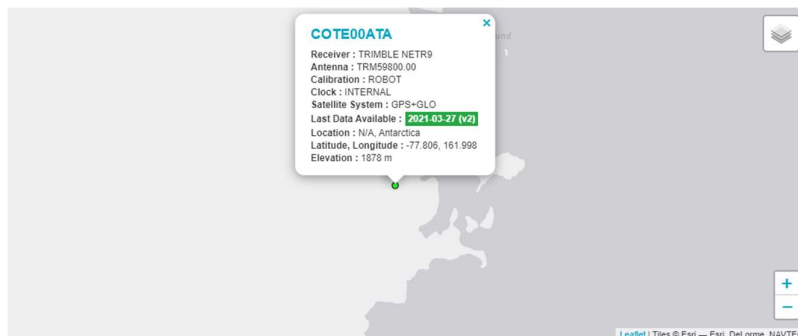 COTE00ATA
×
und
Receiver : TRIMBLE NETR9
Antenna : TRM59800.00
Calibration : ROBOT
Clock : INTERNAL
Satellite System : GPS+GLO
Last Data Available : 2021-03-27 (v2)
Location : N/A, Antarctica
Latitude, Longitude : -77.806, 161.998
Elevation : 1878 m
+
−
Leaflet | Tiles © Esri — Esri, DeLorme, NAVTE